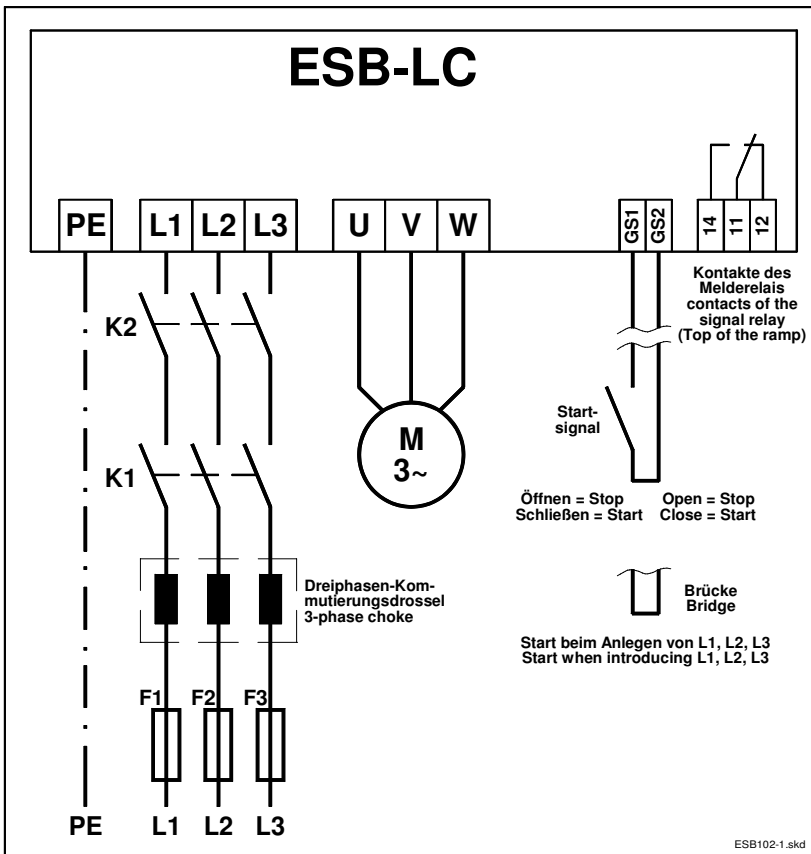 ESB-LC
PE L1 L2 L3 U V W GS1 GS2 14 11 12
Kontakte des
Melderelais
contacts of the
signal relay
(Top of the ramp)
K2
Start-
signal
M
3~
K1
Öffnen = Stop Open = Stop
Schließen = Start Close = Start
Dreiphasen-Kom-
mutierungsdrossel
3-phase choke
Brücke
Bridge
Start beim Anlegen von L1, L2, L3
Start when introducing L1, L2, L3
F1 F2 F3
PE L1 L2 L3
ESB102-1.skd